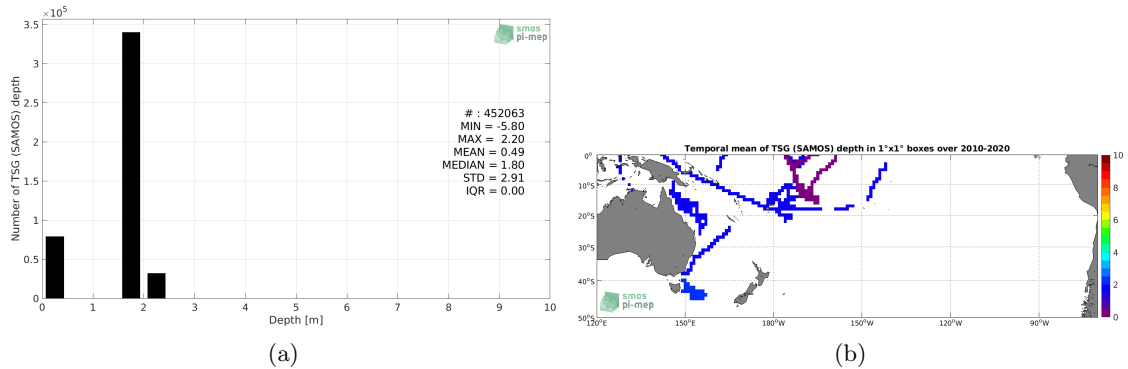 ×10⁵
3.5
3
2.5
2
1.5
1
0.5
0
Number of TSG (SAMOS) depth
smos
pi-mep
# : 452063
MIN = -5.80
MAX = 2.20
MEAN = 0.49
MEDIAN = 1.80
STD = 2.91
IQR = 0.00
0 1 2 3 4 5 6 7 8 9 10
Depth [m]
(a)
Temporal mean of TSG (SAMOS) depth in 1°x1° boxes over 2010-2020
0°
10°S
20°S
30°S
40°S
50°S
smos
pi-mep
120°E 150°E 180°W 150°W 120°W 90°W
10
8
6
4
2
0
(b)